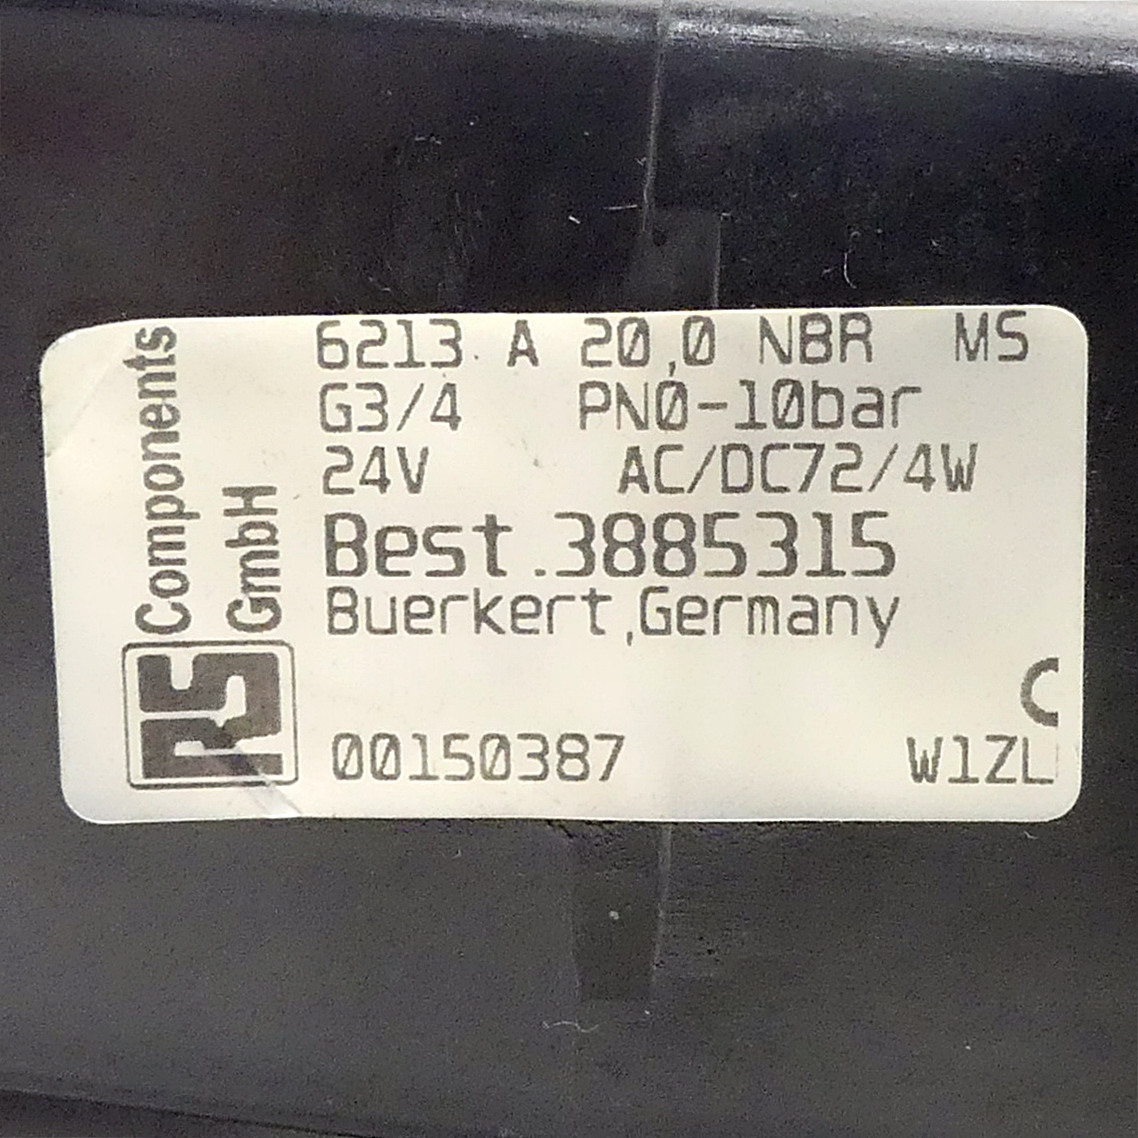 6213 A 20,0 NBR MS
G3/4 PN0-10bar
24V AC/DC72/4W
Best.3885315
Buerkert,Germany
C
00150387 W1ZL
RS Components
GmbH